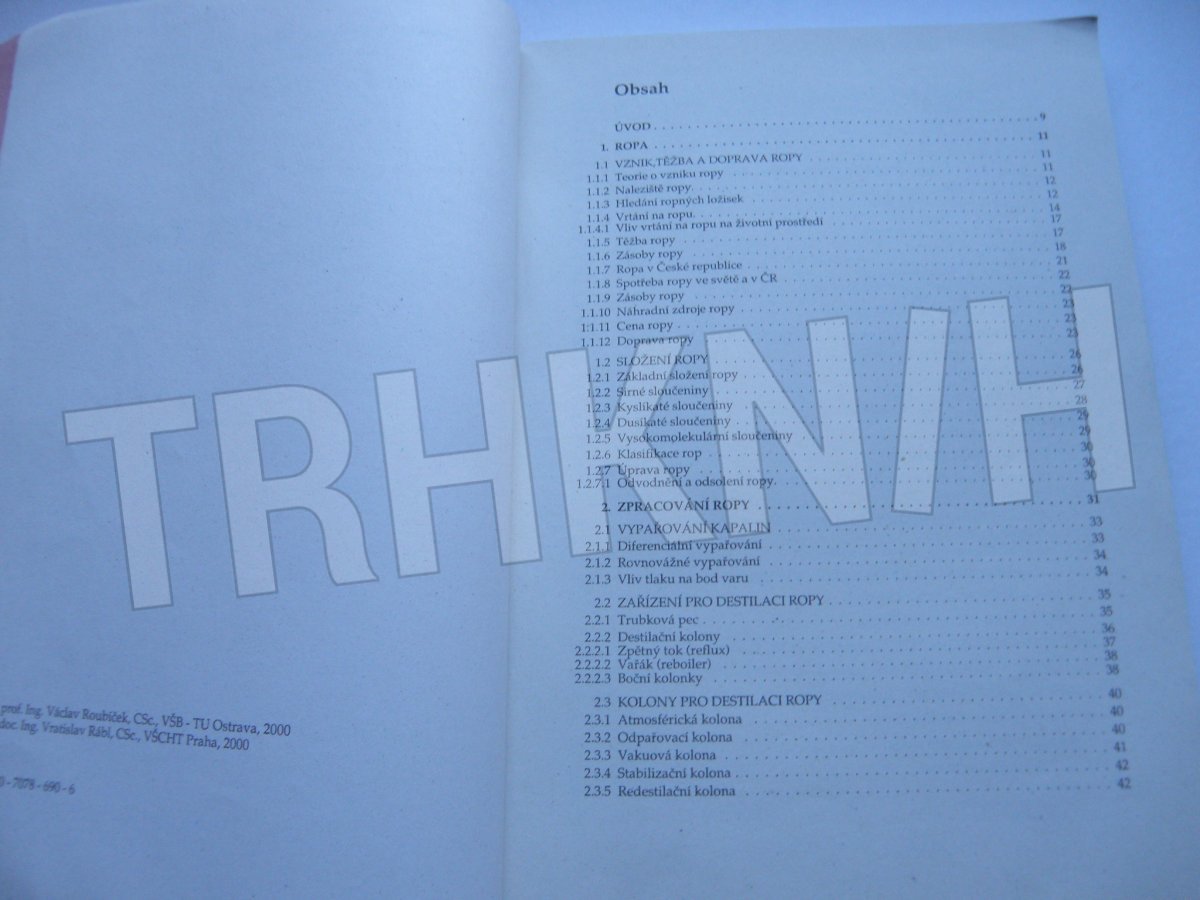 prof. Ing. Václav Roubíček, CSc., VŠB - TU Ostrava, 2000
doc. Ing. Vratislav Rábl, CSc., VŠCHT Praha, 2000
- 7078 - 690 - 6
Obsah
ÚVOD . . . . . . . . . . 9
1. ROPA . . . . . . . . . . 11
1.1 VZNIK,TĚŽBA A DOPRAVA ROPY . . . . . . . . . . 11
1.1.1 Teorie o vzniku ropy . . . . . . . . . . 11
1.1.2 Naleziště ropy. . . . . . . . . . 12
1.1.3 Hledání ropných ložisek . . . . . . . . . . 12
1.1.4 Vrtání na ropu. . . . . . . . . . 14
1.1.4.1 Vliv vrtání na ropu na životní prostředí . . . . . . . . . . 17
1.1.5 Těžba ropy . . . . . . . . . . 17
1.1.6 Zásoby ropy . . . . . . . . . . 18
1.1.7 Ropa v České republice . . . . . . . . . . 21
1.1.8 Spotřeba ropy ve světě a v ČR . . . . . . . . . . 22
1.1.9 Zásoby ropy . . . . . . . . . . 22
1.1.10 Náhradní zdroje ropy . . . . . . . . . . 23
1.1.11 Cena ropy . . . . . . . . . . 23
1.1.12 Doprava ropy . . . . . . . . . . 23
1.2 SLOŽENÍ ROPY . . . . . . . . . . 26
1.2.1 Základní složení ropy . . . . . . . . . . 26
1.2.2 Sirné sloučeniny . . . . . . . . . . 27
1.2.3 Kyslíkaté sloučeniny . . . . . . . . . . 28
1.2.4 Dusíkaté sloučeniny . . . . . . . . . . 29
1.2.5 Vysokomolekulární sloučeniny . . . . . . . . . . 29
1.2.6 Klasifikace rop . . . . . . . . . . 30
1.2.7 Úprava ropy . . . . . . . . . . 30
1.2.7.1 Odvodnění a odsolení ropy. . . . . . . . . . 30
2. ZPRACOVÁNÍ ROPY . . . . . . . . . . 31
2.1 VYPAŘOVÁNÍ KAPALIN . . . . . . . . . . 33
2.1.1 Diferenciální vypařování . . . . . . . . . . 33
2.1.2 Rovnovážné vypařování . . . . . . . . . . 34
2.1.3 Vliv tlaku na bod varu . . . . . . . . . . 34
2.2 ZAŘÍZENÍ PRO DESTILACI ROPY . . . . . . . . . . 35
2.2.1 Trubková pec . . . . . . . . . . 35
2.2.2 Destilační kolony . . . . . . . . . . 36
2.2.2.1 Zpětný tok (reflux) . . . . . . . . . . 37
2.2.2.2 Vařák (reboiler) . . . . . . . . . . 38
2.2.2.3 Boční kolonky . . . . . . . . . . 38
2.3 KOLONY PRO DESTILACI ROPY . . . . . . . . . . 40
2.3.1 Atmosférická kolona . . . . . . . . . . 40
2.3.2 Odpařovací kolona . . . . . . . . . . 40
2.3.3 Vakuová kolona . . . . . . . . . . 41
2.3.4 Stabilizační kolona . . . . . . . . . . 42
2.3.5 Redestilační kolona . . . . . . . . . . 42
TRHKNIH